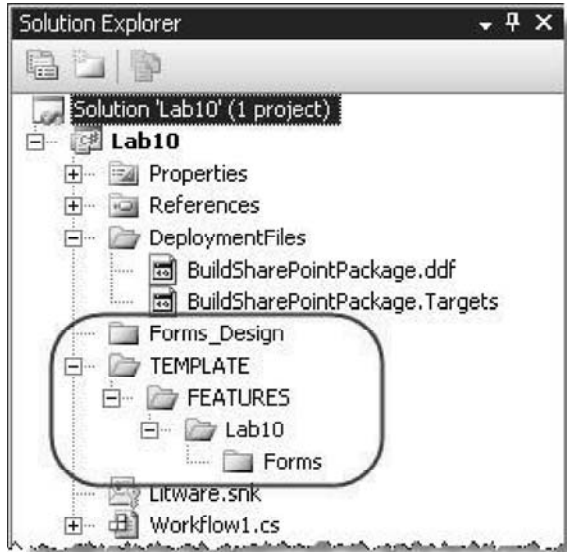 Solution Explorer
Solution 'Lab10' (1 project)
Lab10
Properties
References
DeploymentFiles
BuildSharePointPackage.ddf
BuildSharePointPackage.Targets
Forms_Design
TEMPLATE
FEATURES
Lab10
Forms
Litware.snk
Workflow1.cs